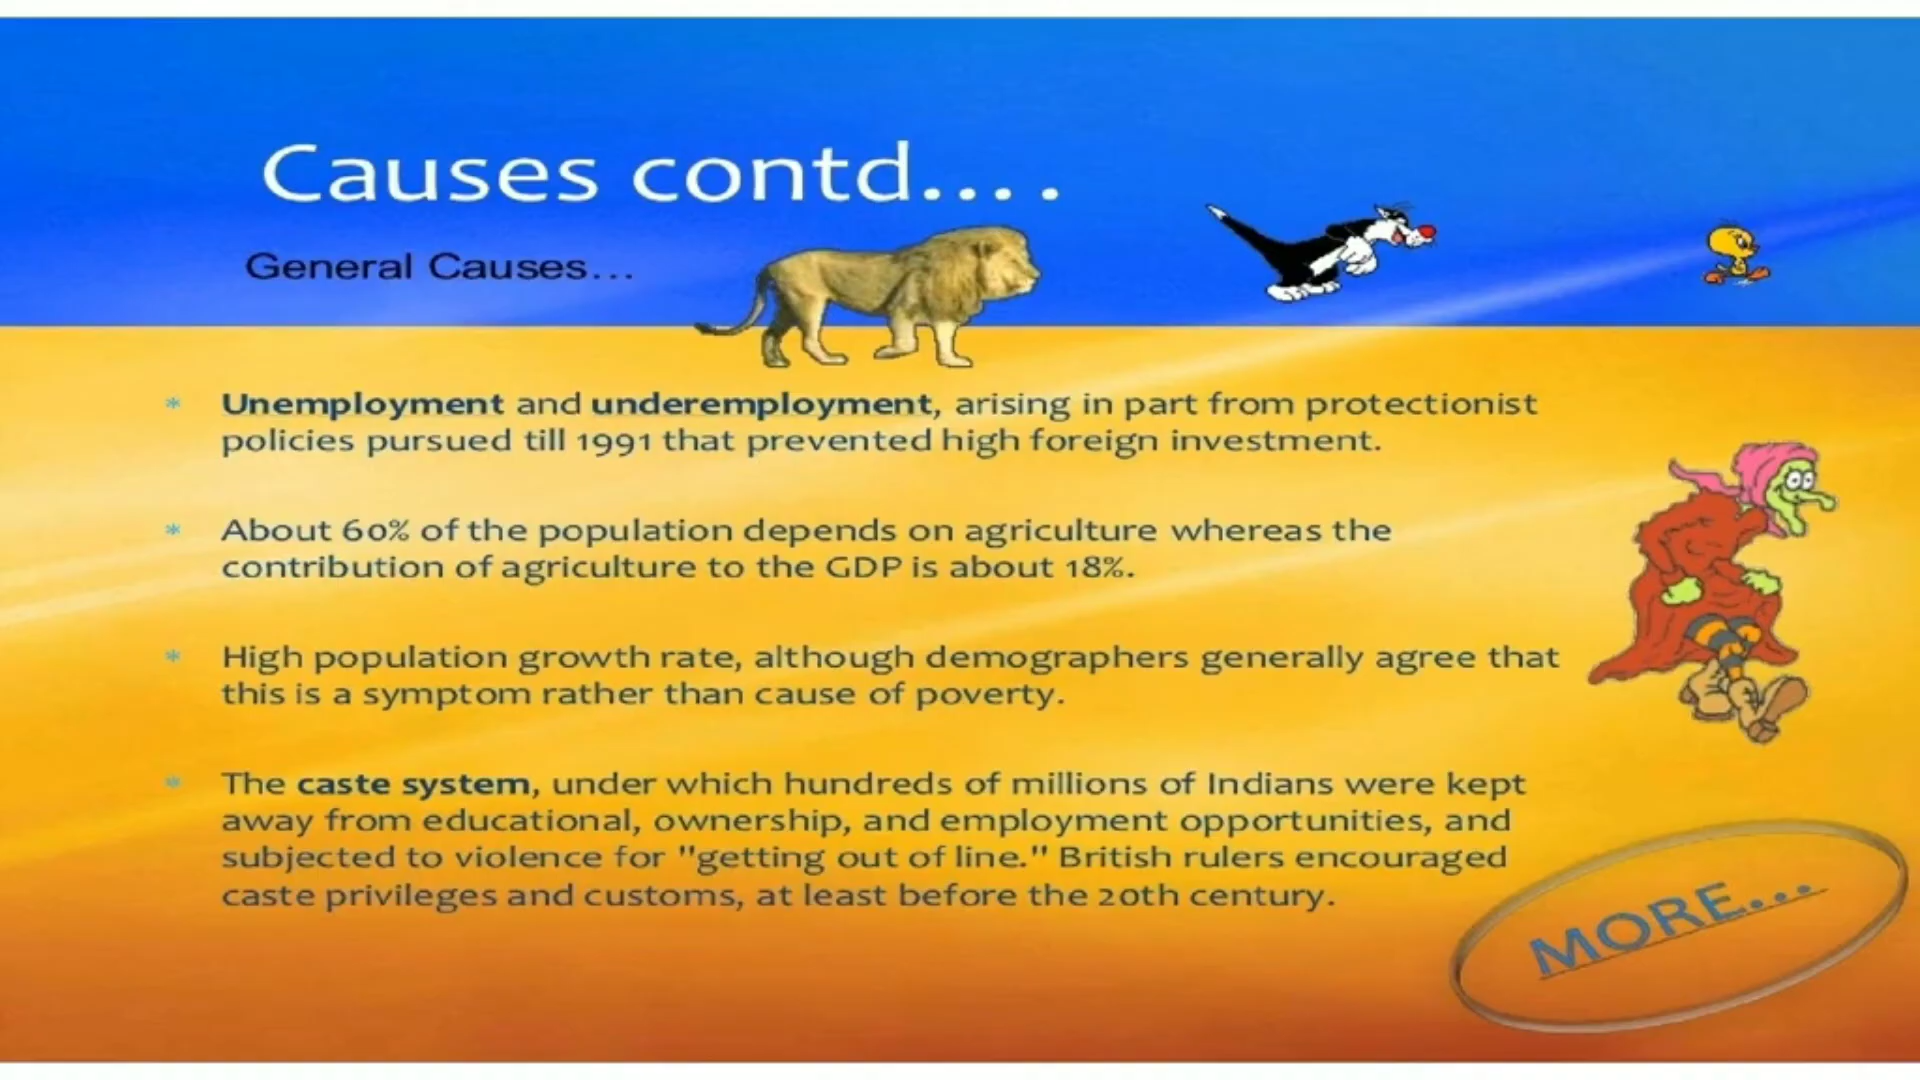 Causes contd....
General Causes...
* Unemployment and underemployment, arising in part from protectionist
policies pursued till 1991 that prevented high foreign investment.
* About 60% of the population depends on agriculture whereas the
contribution of agriculture to the GDP is about 18%.
* High population growth rate, although demographers generally agree that
this is a symptom rather than cause of poverty.
* The caste system, under which hundreds of millions of Indians were kept
away from educational, ownership, and employment opportunities, and
subjected to violence for "getting out of line." British rulers encouraged
caste privileges and customs, at least before the 20th century.
MORE...